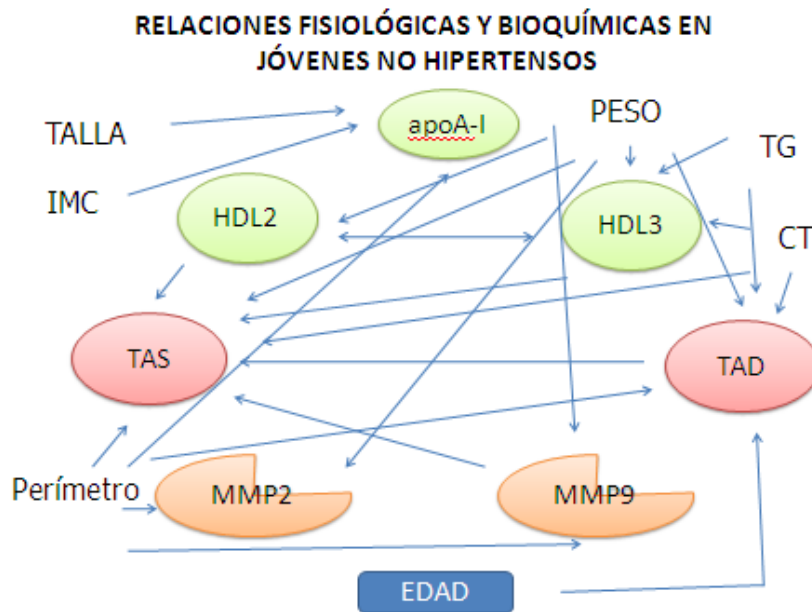 RELACIONES FISIOLÓGICAS Y BIOQUÍMICAS EN
JÓVENES NO HIPERTENSOS
TALLA
apoA-I
PESO
TG
IMC
HDL2
HDL3
CT
TAS
TAD
Perímetro
MMP2
MMP9
EDAD